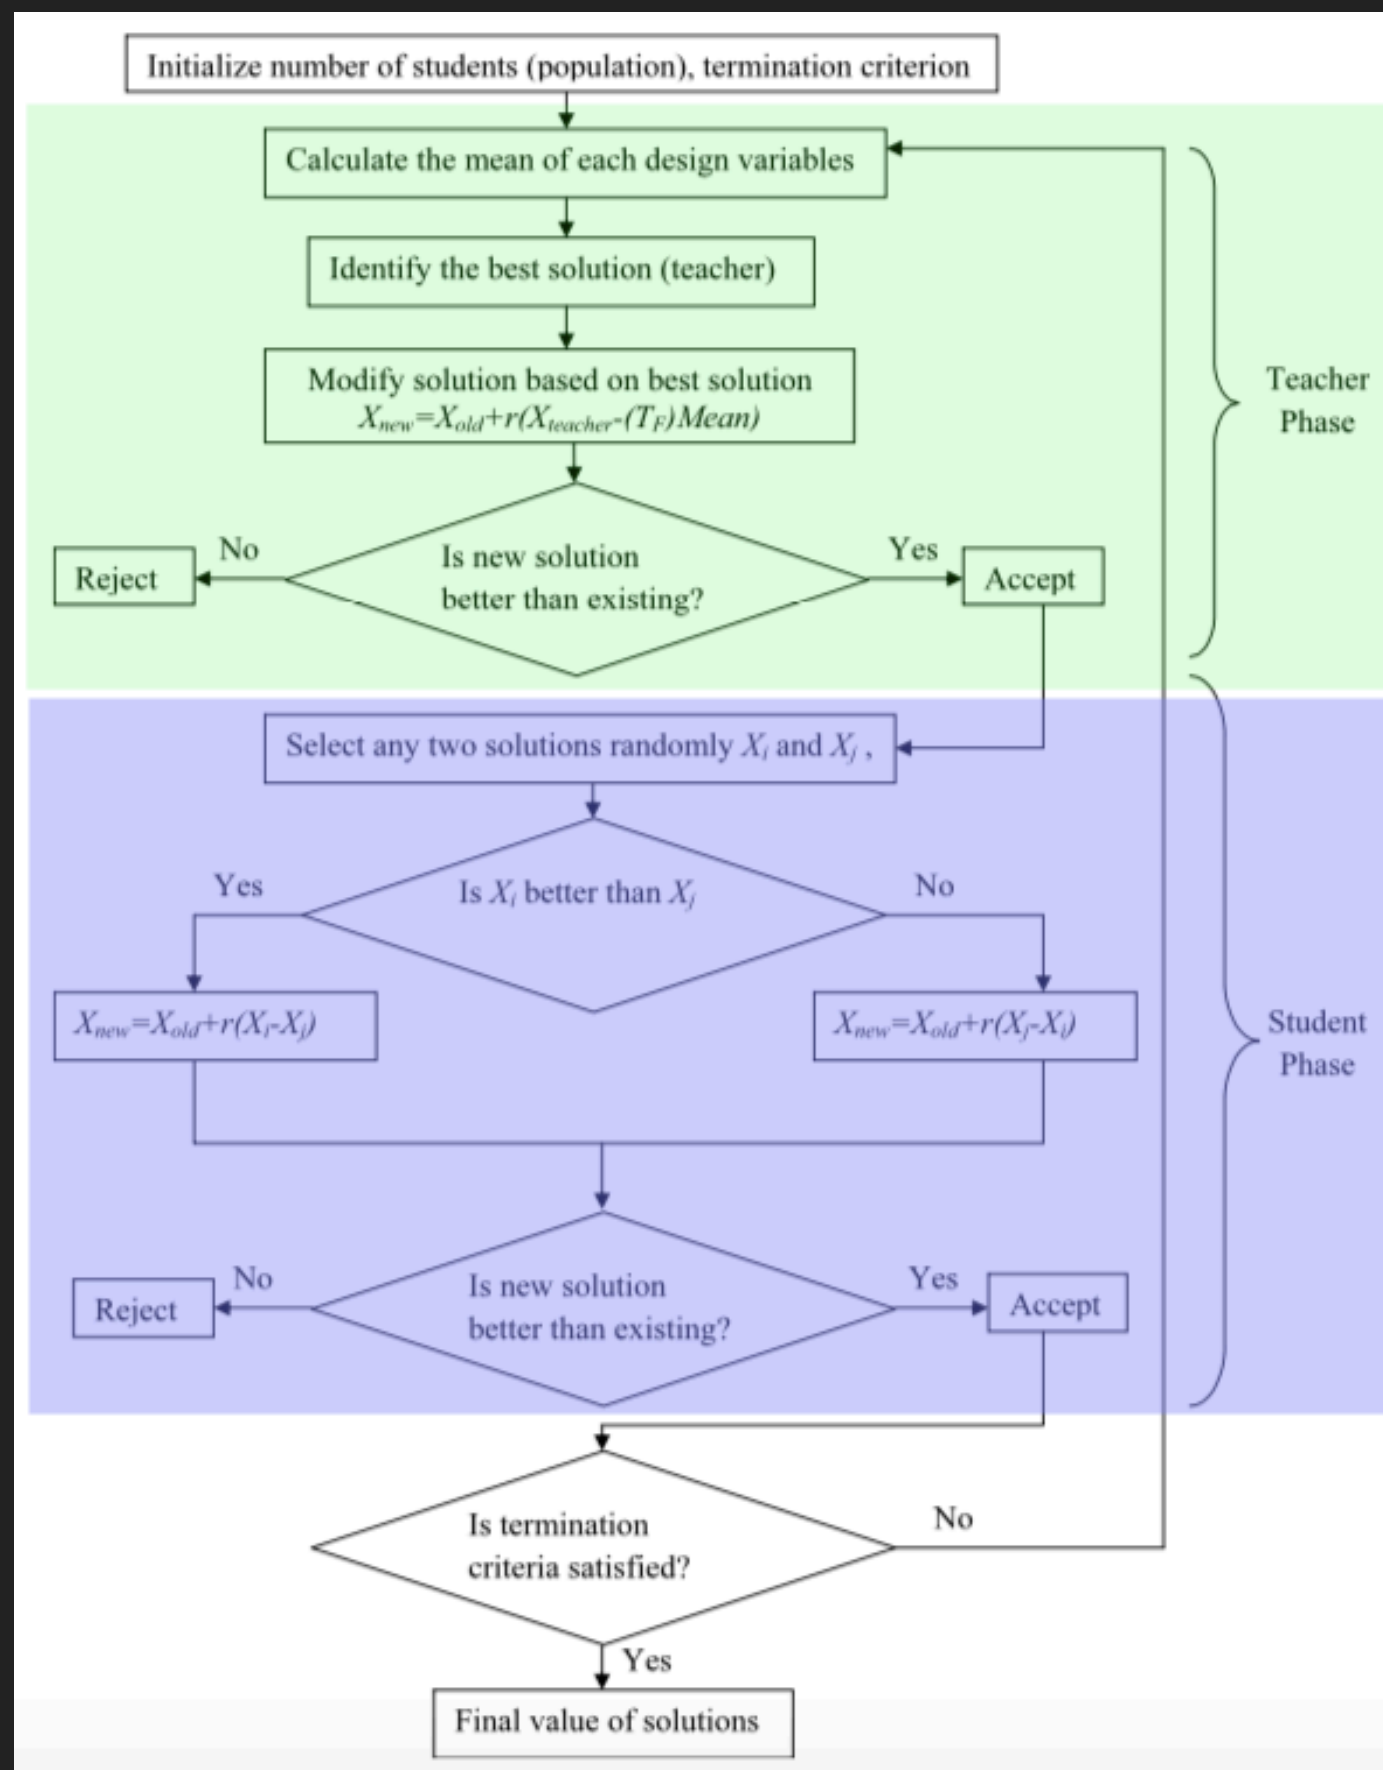 Initialize number of students (population), termination criterion
Calculate the mean of each design variables
Identify the best solution (teacher)
Modify solution based on best solution
Xnew=Xold+r(Xteacher-(TF)Mean)
Teacher
Phase
No
Is new solution
better than existing?
Yes
Reject
Accept
Select any two solutions randomly Xi and Xj ,
Yes
Is Xi better than Xj
No
Xnew=Xold+r(Xi-Xj)
Xnew=Xold+r(Xj-Xi)
Student
Phase
No
Is new solution
better than existing?
Yes
Reject
Accept
Is termination
criteria satisfied?
No
Yes
Final value of solutions